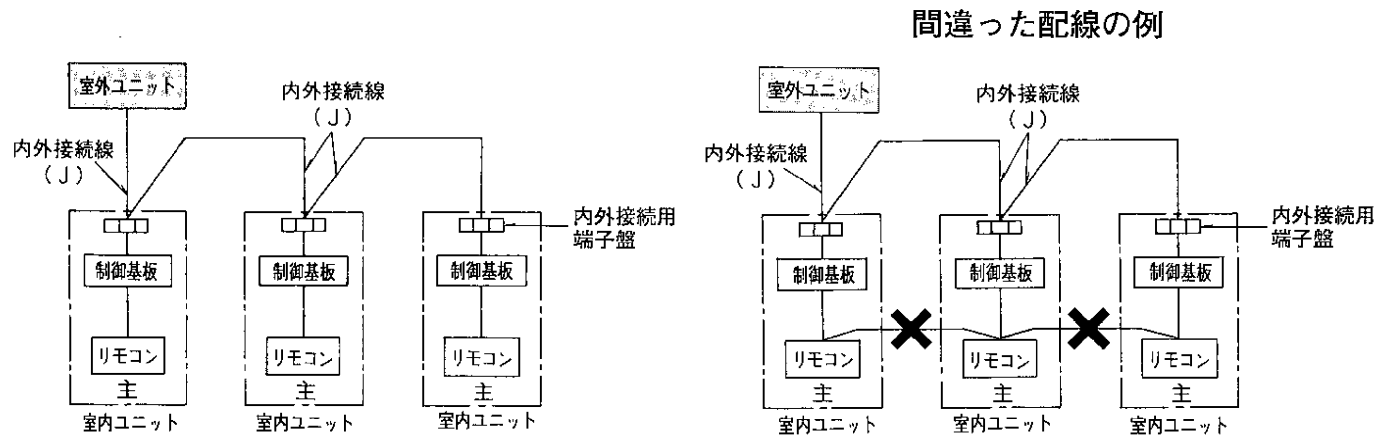 間違った配線の例
室外ユニット
内外接続線
(J)
内外接続線
(J)
内外接続用
端子盤
制御基板
制御基板
制御基板
リモコン
リモコン
リモコン
主
主
室内ユニット
室内ユニット
室内ユニット
室外ユニット
内外接続線
(J)
内外接続線
(J)
内外接続用
端子盤
制御基板
制御基板
制御基板
リモコン
リモコン
リモコン
主
主
室内ユニット
室内ユニット
室内ユニット